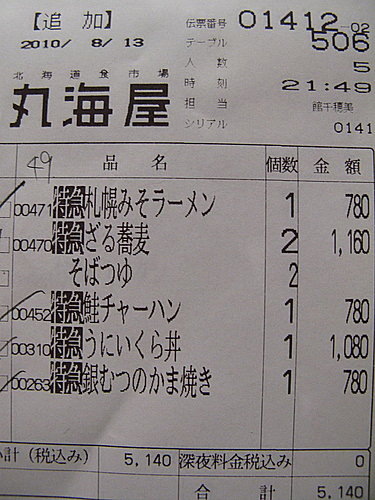 【追 加】 伝票番号 01412-02
2010/ 8/13 テーブル 506
人 数 5
北海道食市場 時 刻 21:49
丸海屋 担 当 館千穂美
シリアル 0141
49 品 名 個数 金 額
00471 特急 札幌みそラーメン 1 780
00470 特急 ざる蕎麦 2 1,160
そばつゆ 2
00452 特急 鮭チャーハン 1 780
00310 特急 うにいくら丼 1 1,080
00263 特急 銀むつのかま焼き 1 780
計 (税込み) 5,140 深夜料金税込み 0
合 計 5,140